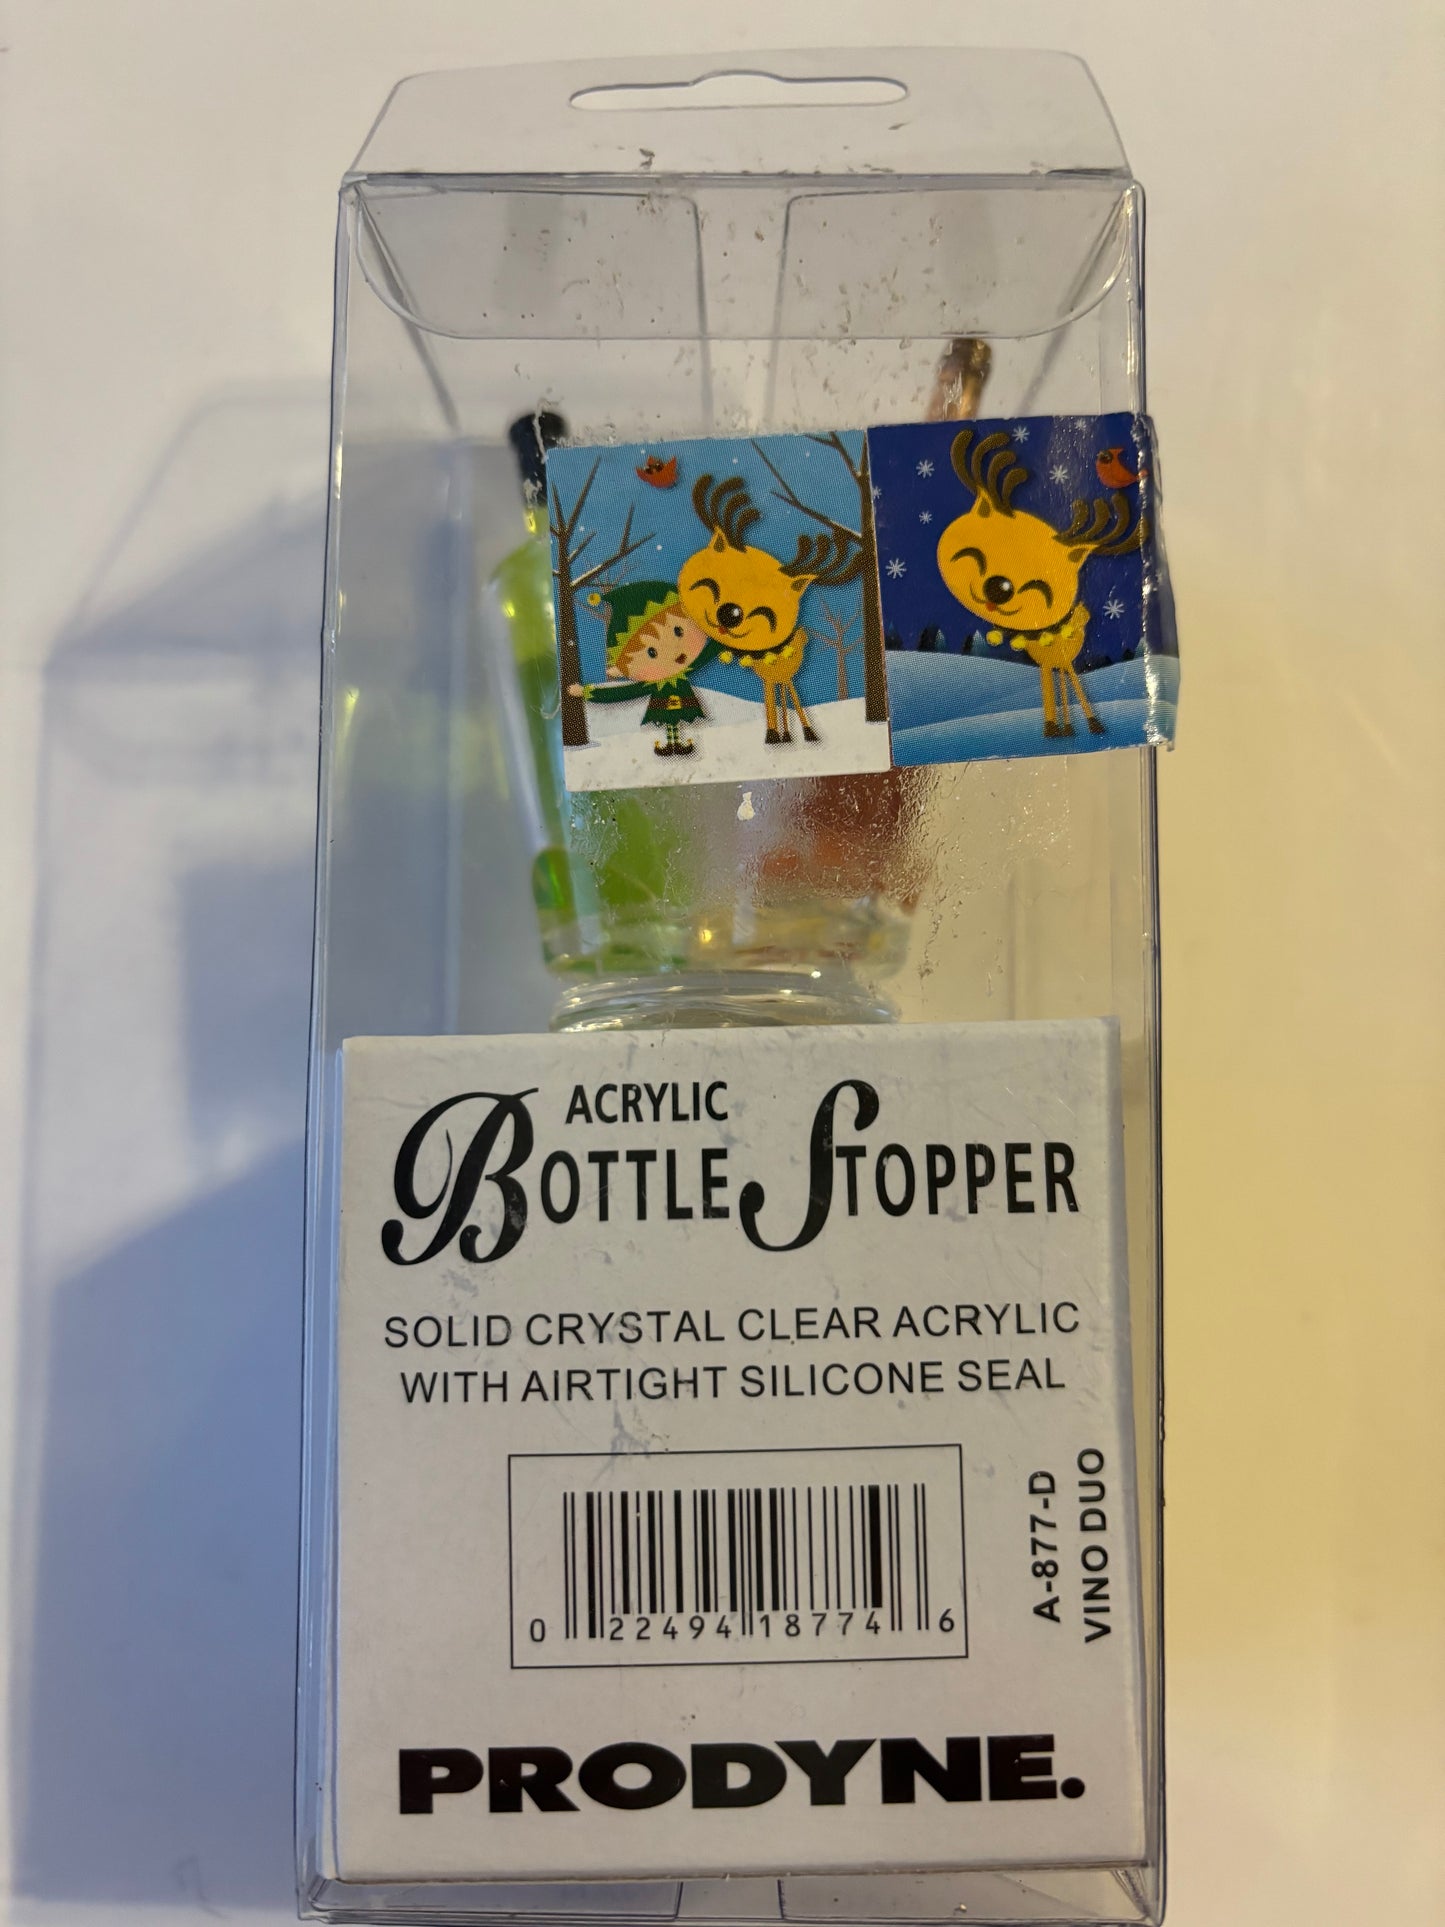 ACRYLIC
BOTTLE STOPPER
SOLID CRYSTAL CLEAR ACRYLIC
WITH AIRTIGHT SILICONE SEAL
0 22494 18774 6
A-877-D
VINO DUO
PRODYNE.